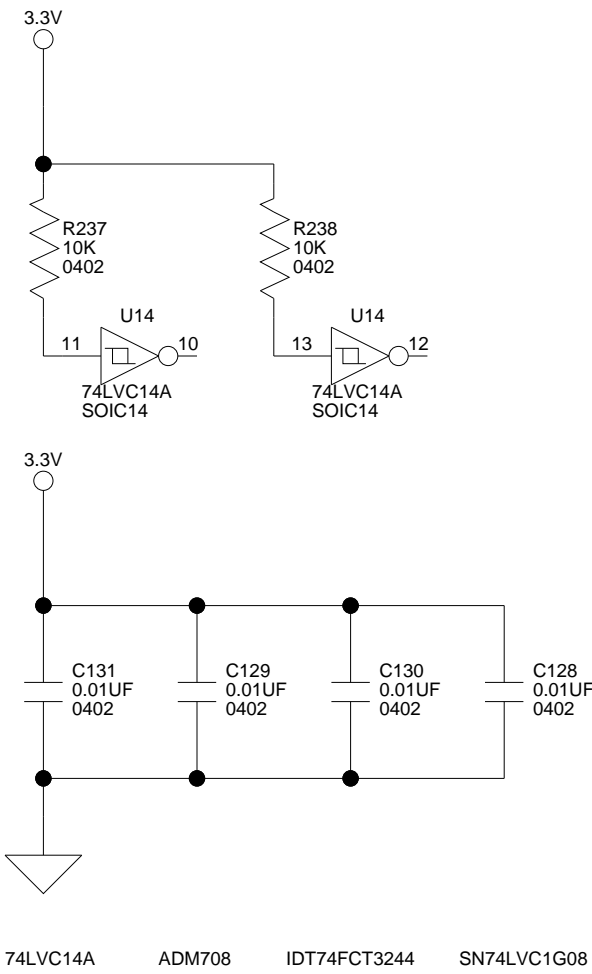 3.3V
R237
10K
0402
R238
10K
0402
U14
11
10
74LVC14A
SOIC14
U14
13
12
74LVC14A
SOIC14
3.3V
C131
0.01UF
0402
C129
0.01UF
0402
C130
0.01UF
0402
C128
0.01UF
0402
74LVC14A ADM708 IDT74FCT3244 SN74LVC1G08